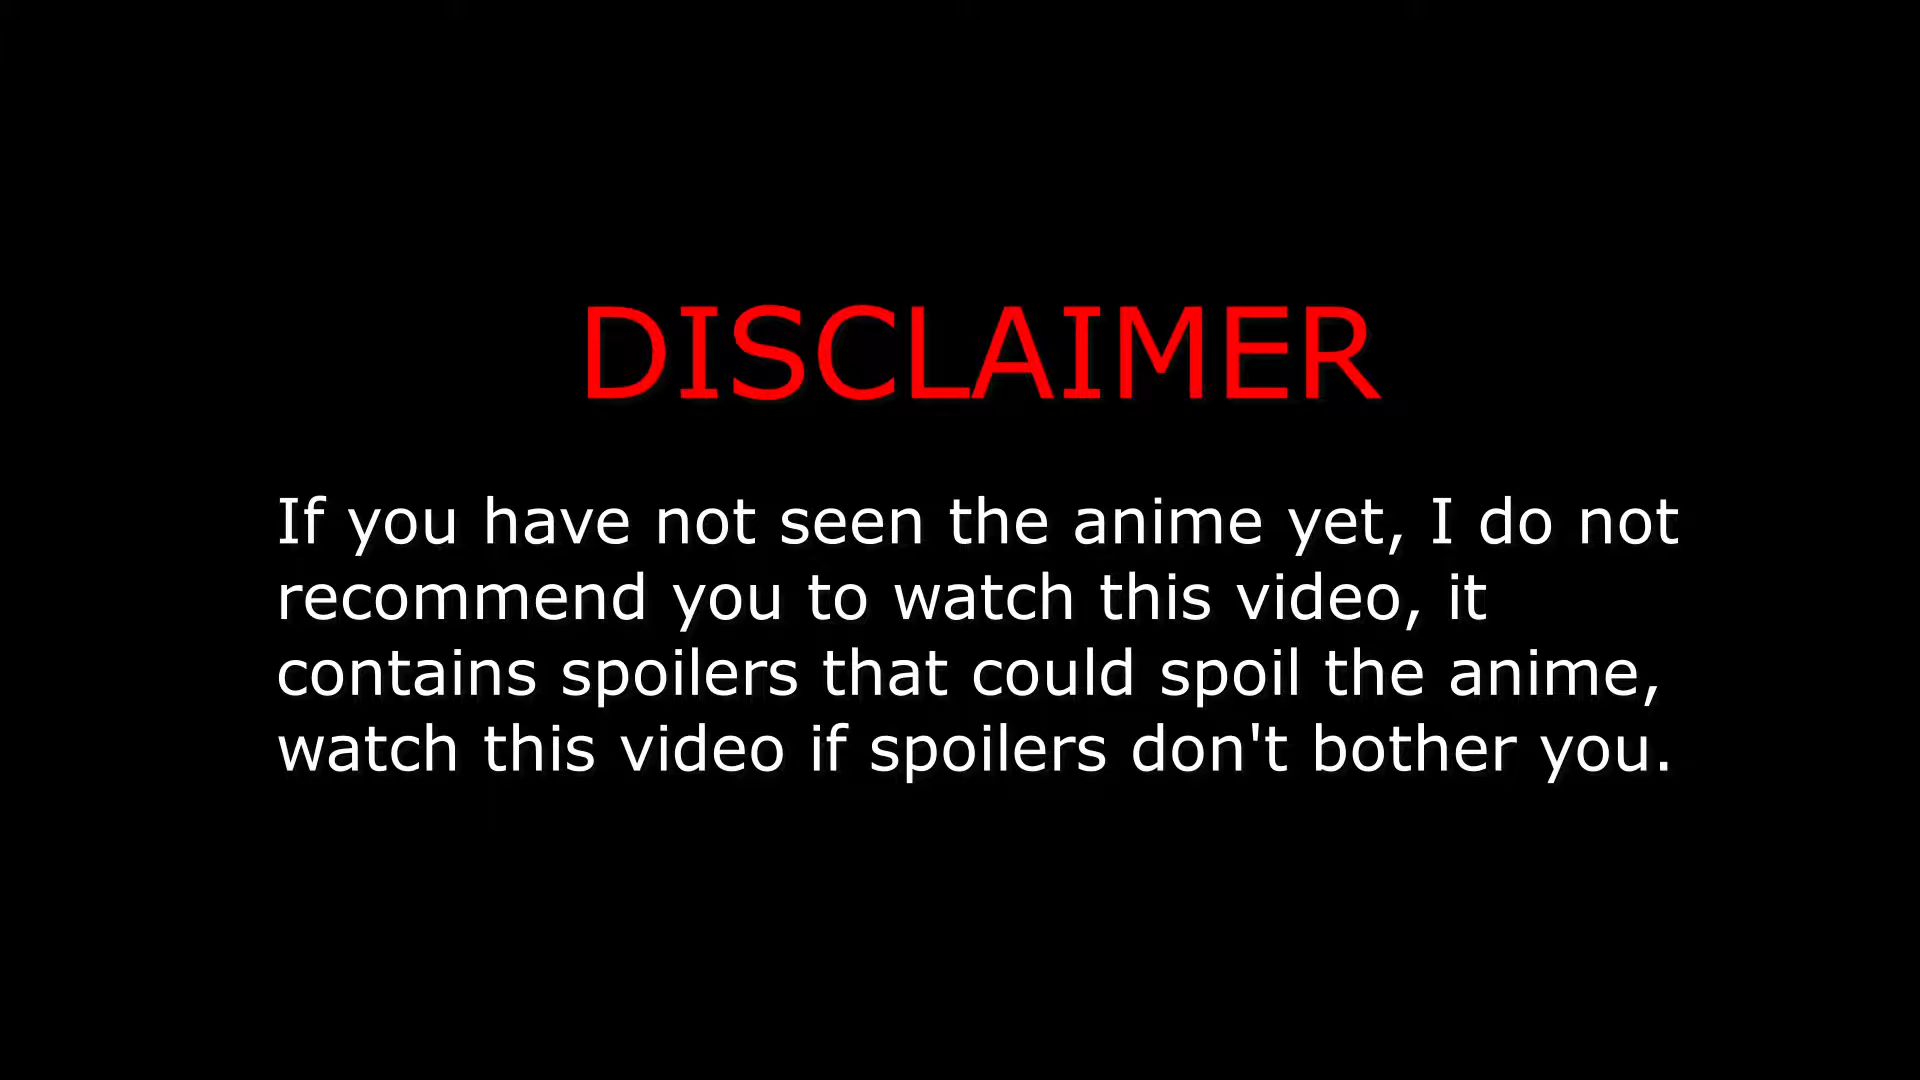 DISCLAIMER
If you have not seen the anime yet, I do not
recommend you to watch this video, it
contains spoilers that could spoil the anime,
watch this video if spoilers don't bother you.